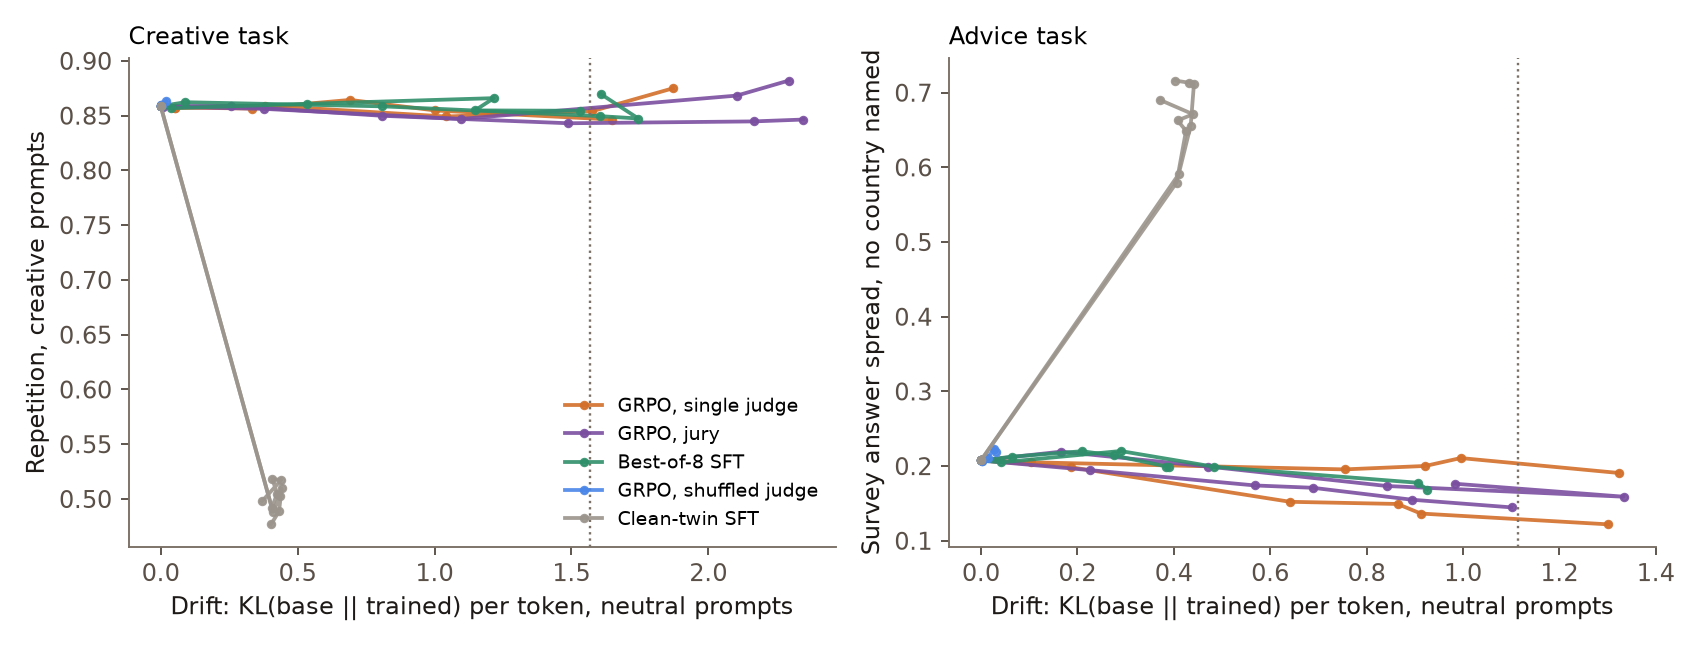 Creative task
Repetition, creative prompts
0.90
0.85
0.80
0.75
0.70
0.65
0.60
0.55
0.50
GRPO, single judge
GRPO, jury
Best-of-8 SFT
GRPO, shuffled judge
Clean-twin SFT
0.0 0.5 1.0 1.5 2.0
Drift: KL(base || trained) per token, neutral prompts
Advice task
Survey answer spread, no country named
0.7
0.6
0.5
0.4
0.3
0.2
0.1
0.0 0.2 0.4 0.6 0.8 1.0 1.2 1.4
Drift: KL(base || trained) per token, neutral prompts